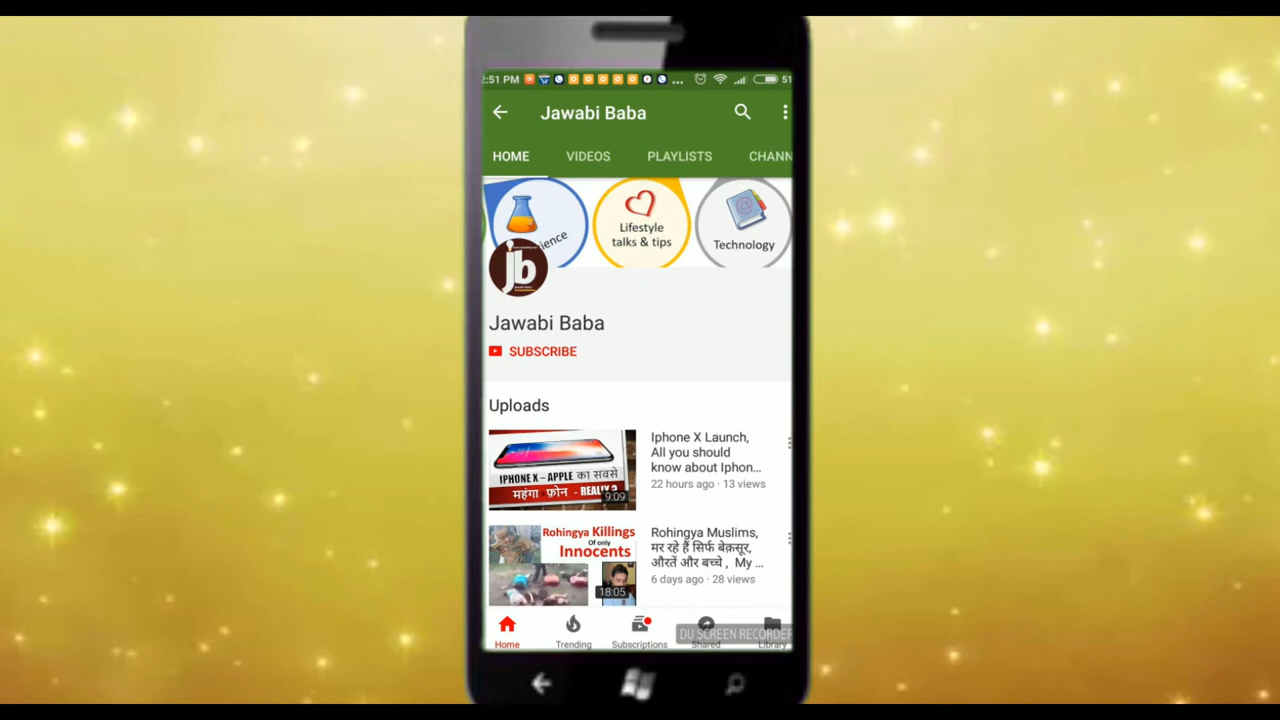 2:51 PM
51
Jawabi Baba
HOME VIDEOS PLAYLISTS CHANN
ience
Lifestyle
talks & tips
Technology
jb
Jawabi Baba
SUBSCRIBE
Uploads
IPHONE X – APPLE का सबसे
महंगा फ़ोन - REALLY ?
9:09
Iphone X Launch,
All you should
know about Iphon...
22 hours ago · 13 views
Rohingya Killings
Of only
Innocents
18:05
Rohingya Muslims,
मर रहे हैं सिर्फ बेक़सूर,
औरतें और बच्चे , My ...
6 days ago · 28 views
DU SCREEN RECORDER
Home Trending Subscriptions Shared Library